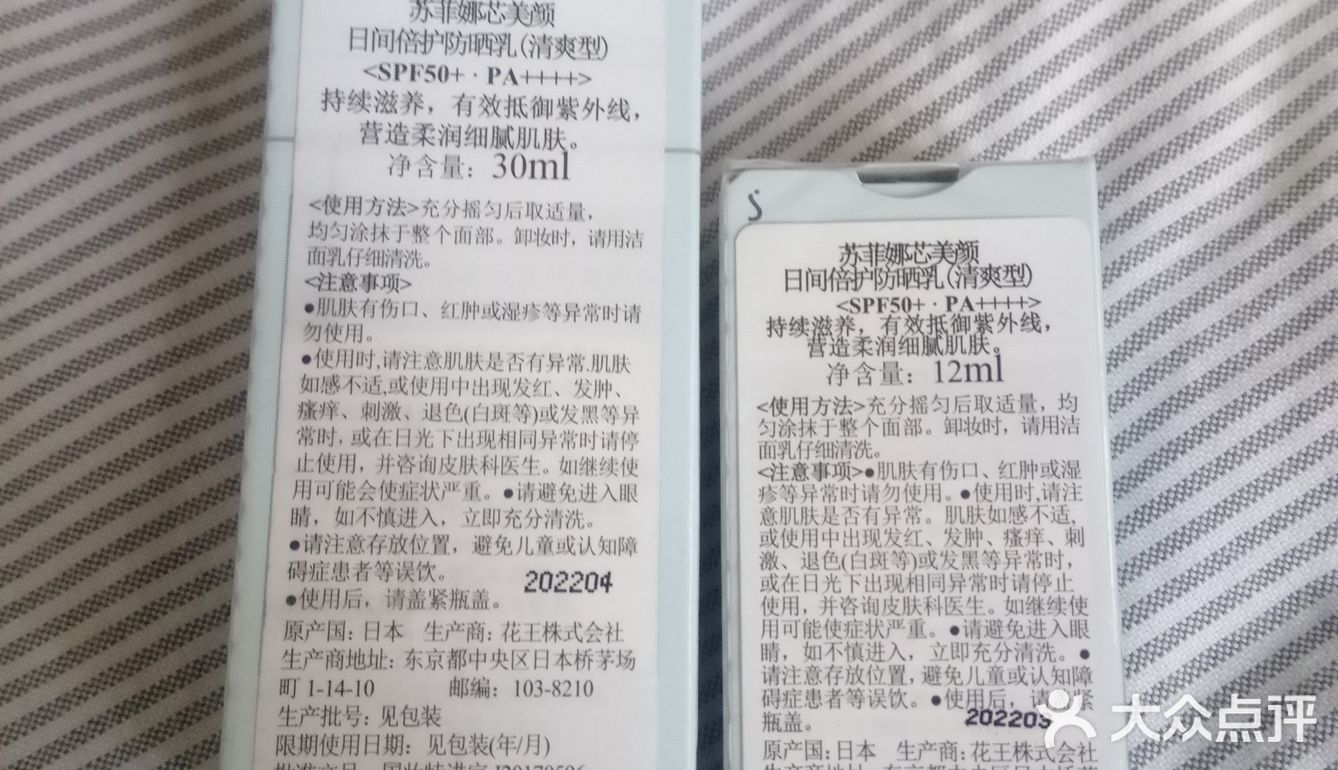 苏菲娜芯美颜
日间倍护防晒乳(清爽型)
<SPF50+·PA++++>
持续滋养，有效抵御紫外线，
营造柔润细腻肌肤。
净含量：30ml
<使用方法>充分摇匀后取适量，
均匀涂抹于整个面部。卸妆时，请用洁
面乳仔细清洗。
<注意事项>
●肌肤有伤口、红肿或湿疹等异常时请
勿使用。
●使用时,请注意肌肤是否有异常.肌肤
如感不适,或使用中出现发红、发肿、
瘙痒、刺激、退色(白斑等)或发黑等异
常时,或在日光下出现相同异常时请停
止使用，并咨询皮肤科医生。如继续使
用可能会使症状严重。●请避免进入眼
睛，如不慎进入，立即充分清洗。
●请注意存放位置，避免儿童或认知障
碍症患者等误饮。
202204
●使用后，请盖紧瓶盖。
原产国：日本 生产商：花王株式会社
生产商地址：东京都中央区日本桥茅场
町 1-14-10 邮编：103-8210
生产批号：见包装
限期使用日期：见包装(年/月)
苏菲娜芯美颜
日间倍护防晒乳(清爽型)
<SPF50+·PA++++>
持续滋养，有效抵御紫外线，
营造柔润细腻肌肤。
净含量：12ml
<使用方法>充分摇匀后取适量，均
匀涂抹于整个面部。卸妆时，请用洁
面乳仔细清洗。
<注意事项>●肌肤有伤口、红肿或湿
疹等异常时请勿使用。●使用时,请注
意肌肤是否有异常。肌肤如感不适,
或使用中出现发红、发肿、瘙痒、刺
激、退色(白斑等)或发黑等异常时,
或在日光下出现相同异常时请停止
使用,并咨询皮肤科医生。如继续使
用可能使症状严重。●请避免进入眼
睛，如不慎进入，立即充分清洗。●
请注意存放位置,避免儿童或认知障
碍症患者等误饮。●使用后，请 紧
瓶盖。
202203
原产国:日本 生产商:花王株式会社
大众点评